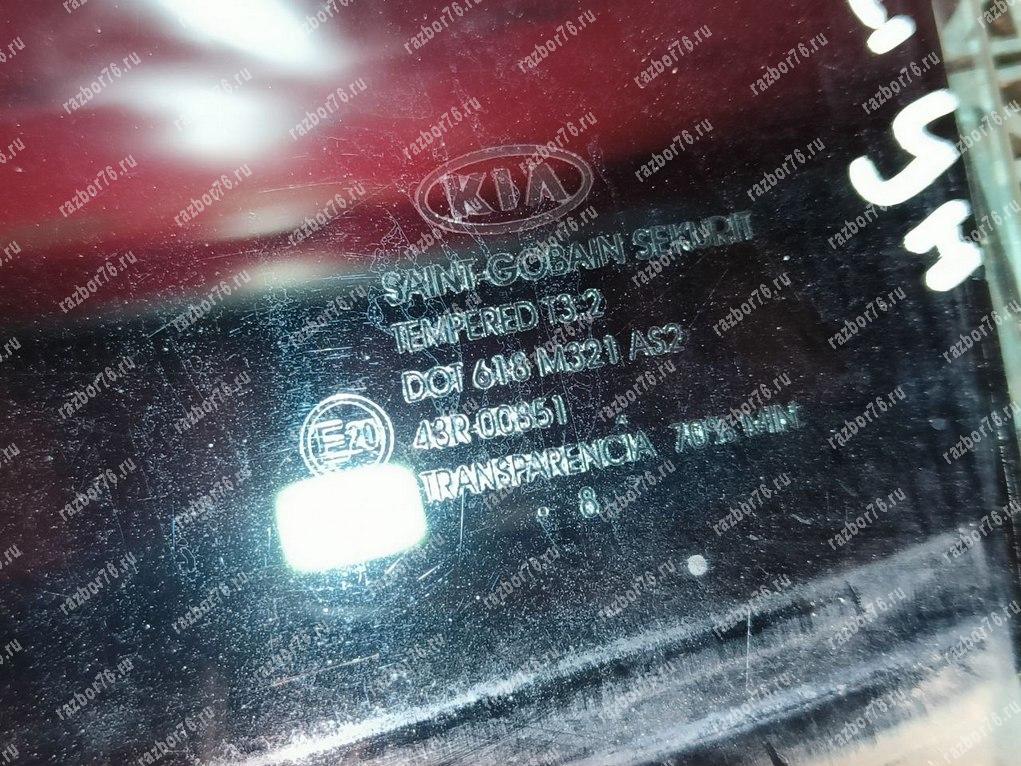 KIA
SAINT-GOBAIN SEKURIT
TEMPERED T3.2
DOT 618 M321 AS2
E20
43R-00351
TRANSPARENCIA 70% MIN
. 8 .
razbor76.ru